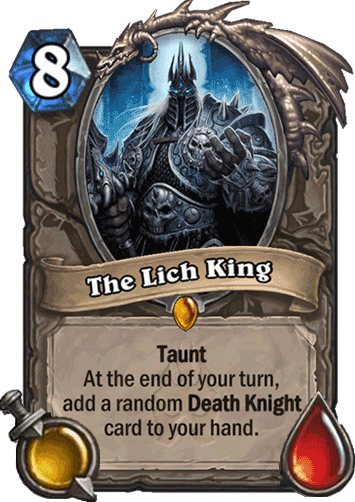 8
The Lich King
Taunt
At the end of your turn,
add a random Death Knight
card to your hand.